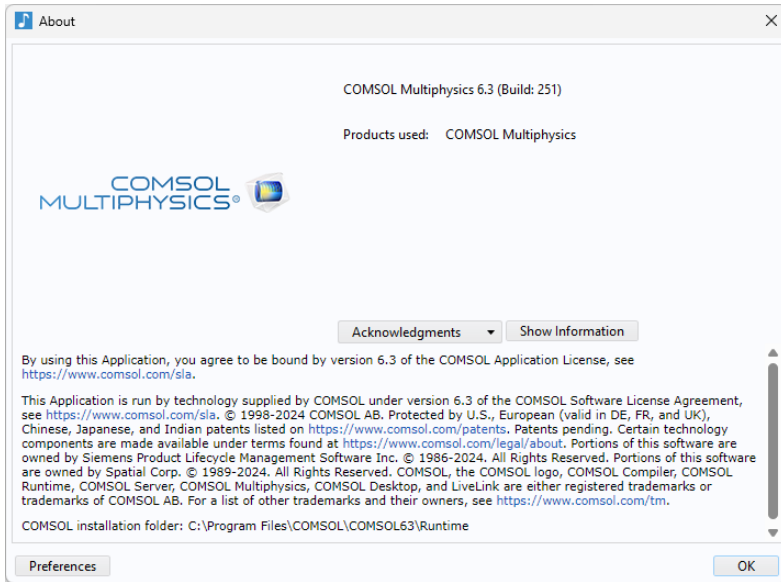 About
COMSOL Multiphysics 6.3 (Build: 251)
Products used: COMSOL Multiphysics
COMSOL
MULTIPHYSICS®
Acknowledgments
Show Information
By using this Application, you agree to be bound by version 6.3 of the COMSOL Application License, see
https://www.comsol.com/sla.
This Application is run by technology supplied by COMSOL under version 6.3 of the COMSOL Software License Agreement,
see https://www.comsol.com/sla. © 1998-2024 COMSOL AB. Protected by U.S., European (valid in DE, FR, and UK),
Chinese, Japanese, and Indian patents listed on https://www.comsol.com/patents. Patents pending. Certain technology
components are made available under terms found at https://www.comsol.com/legal/about. Portions of this software are
owned by Siemens Product Lifecycle Management Software Inc. © 1986-2024. All Rights Reserved. Portions of this software
are owned by Spatial Corp. © 1989-2024. All Rights Reserved. COMSOL, the COMSOL logo, COMSOL Compiler, COMSOL
Runtime, COMSOL Server, COMSOL Multiphysics, COMSOL Desktop, and LiveLink are either registered trademarks or
trademarks of COMSOL AB. For a list of other trademarks and their owners, see https://www.comsol.com/tm.
COMSOL installation folder: C:\Program Files\COMSOL\COMSOL63\Runtime
Preferences
OK